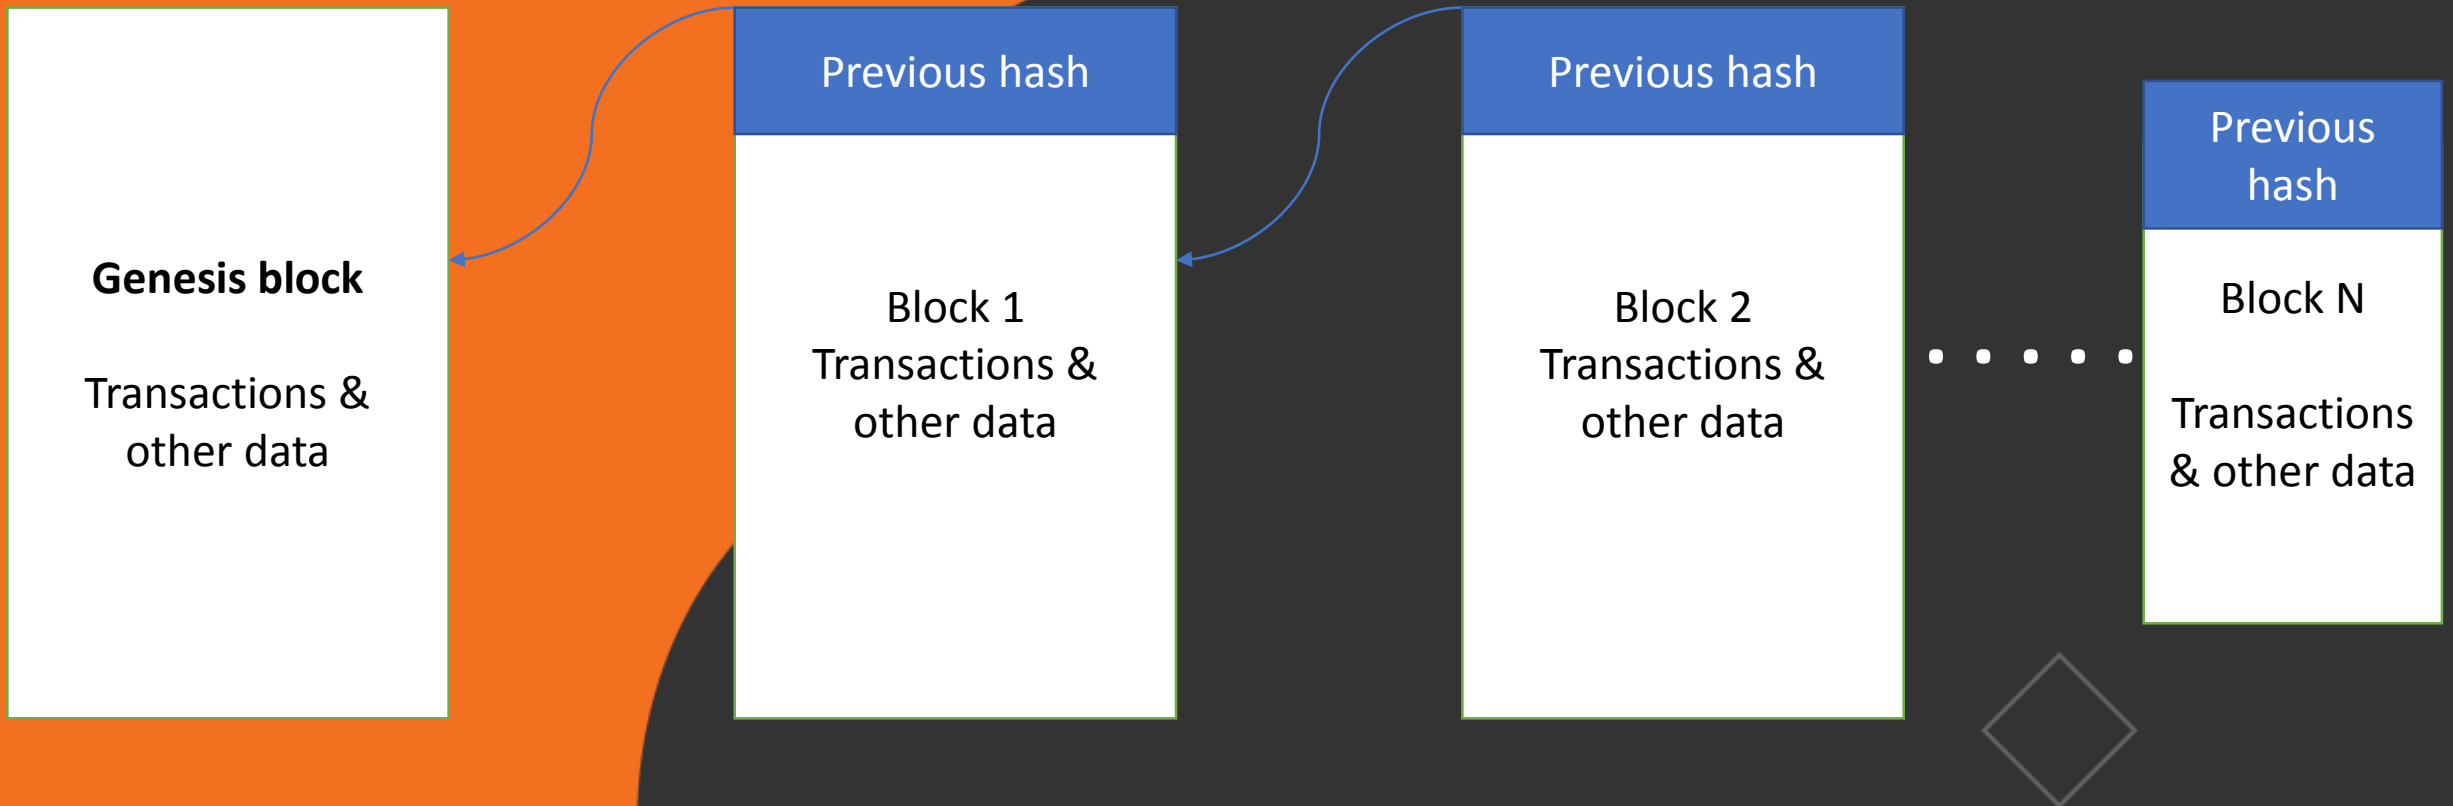 Genesis block
Transactions &
other data
Previous hash
Block 1
Transactions &
other data
Previous hash
Block 2
Transactions &
other data
.....
Previous
hash
Block N
Transactions
& other data